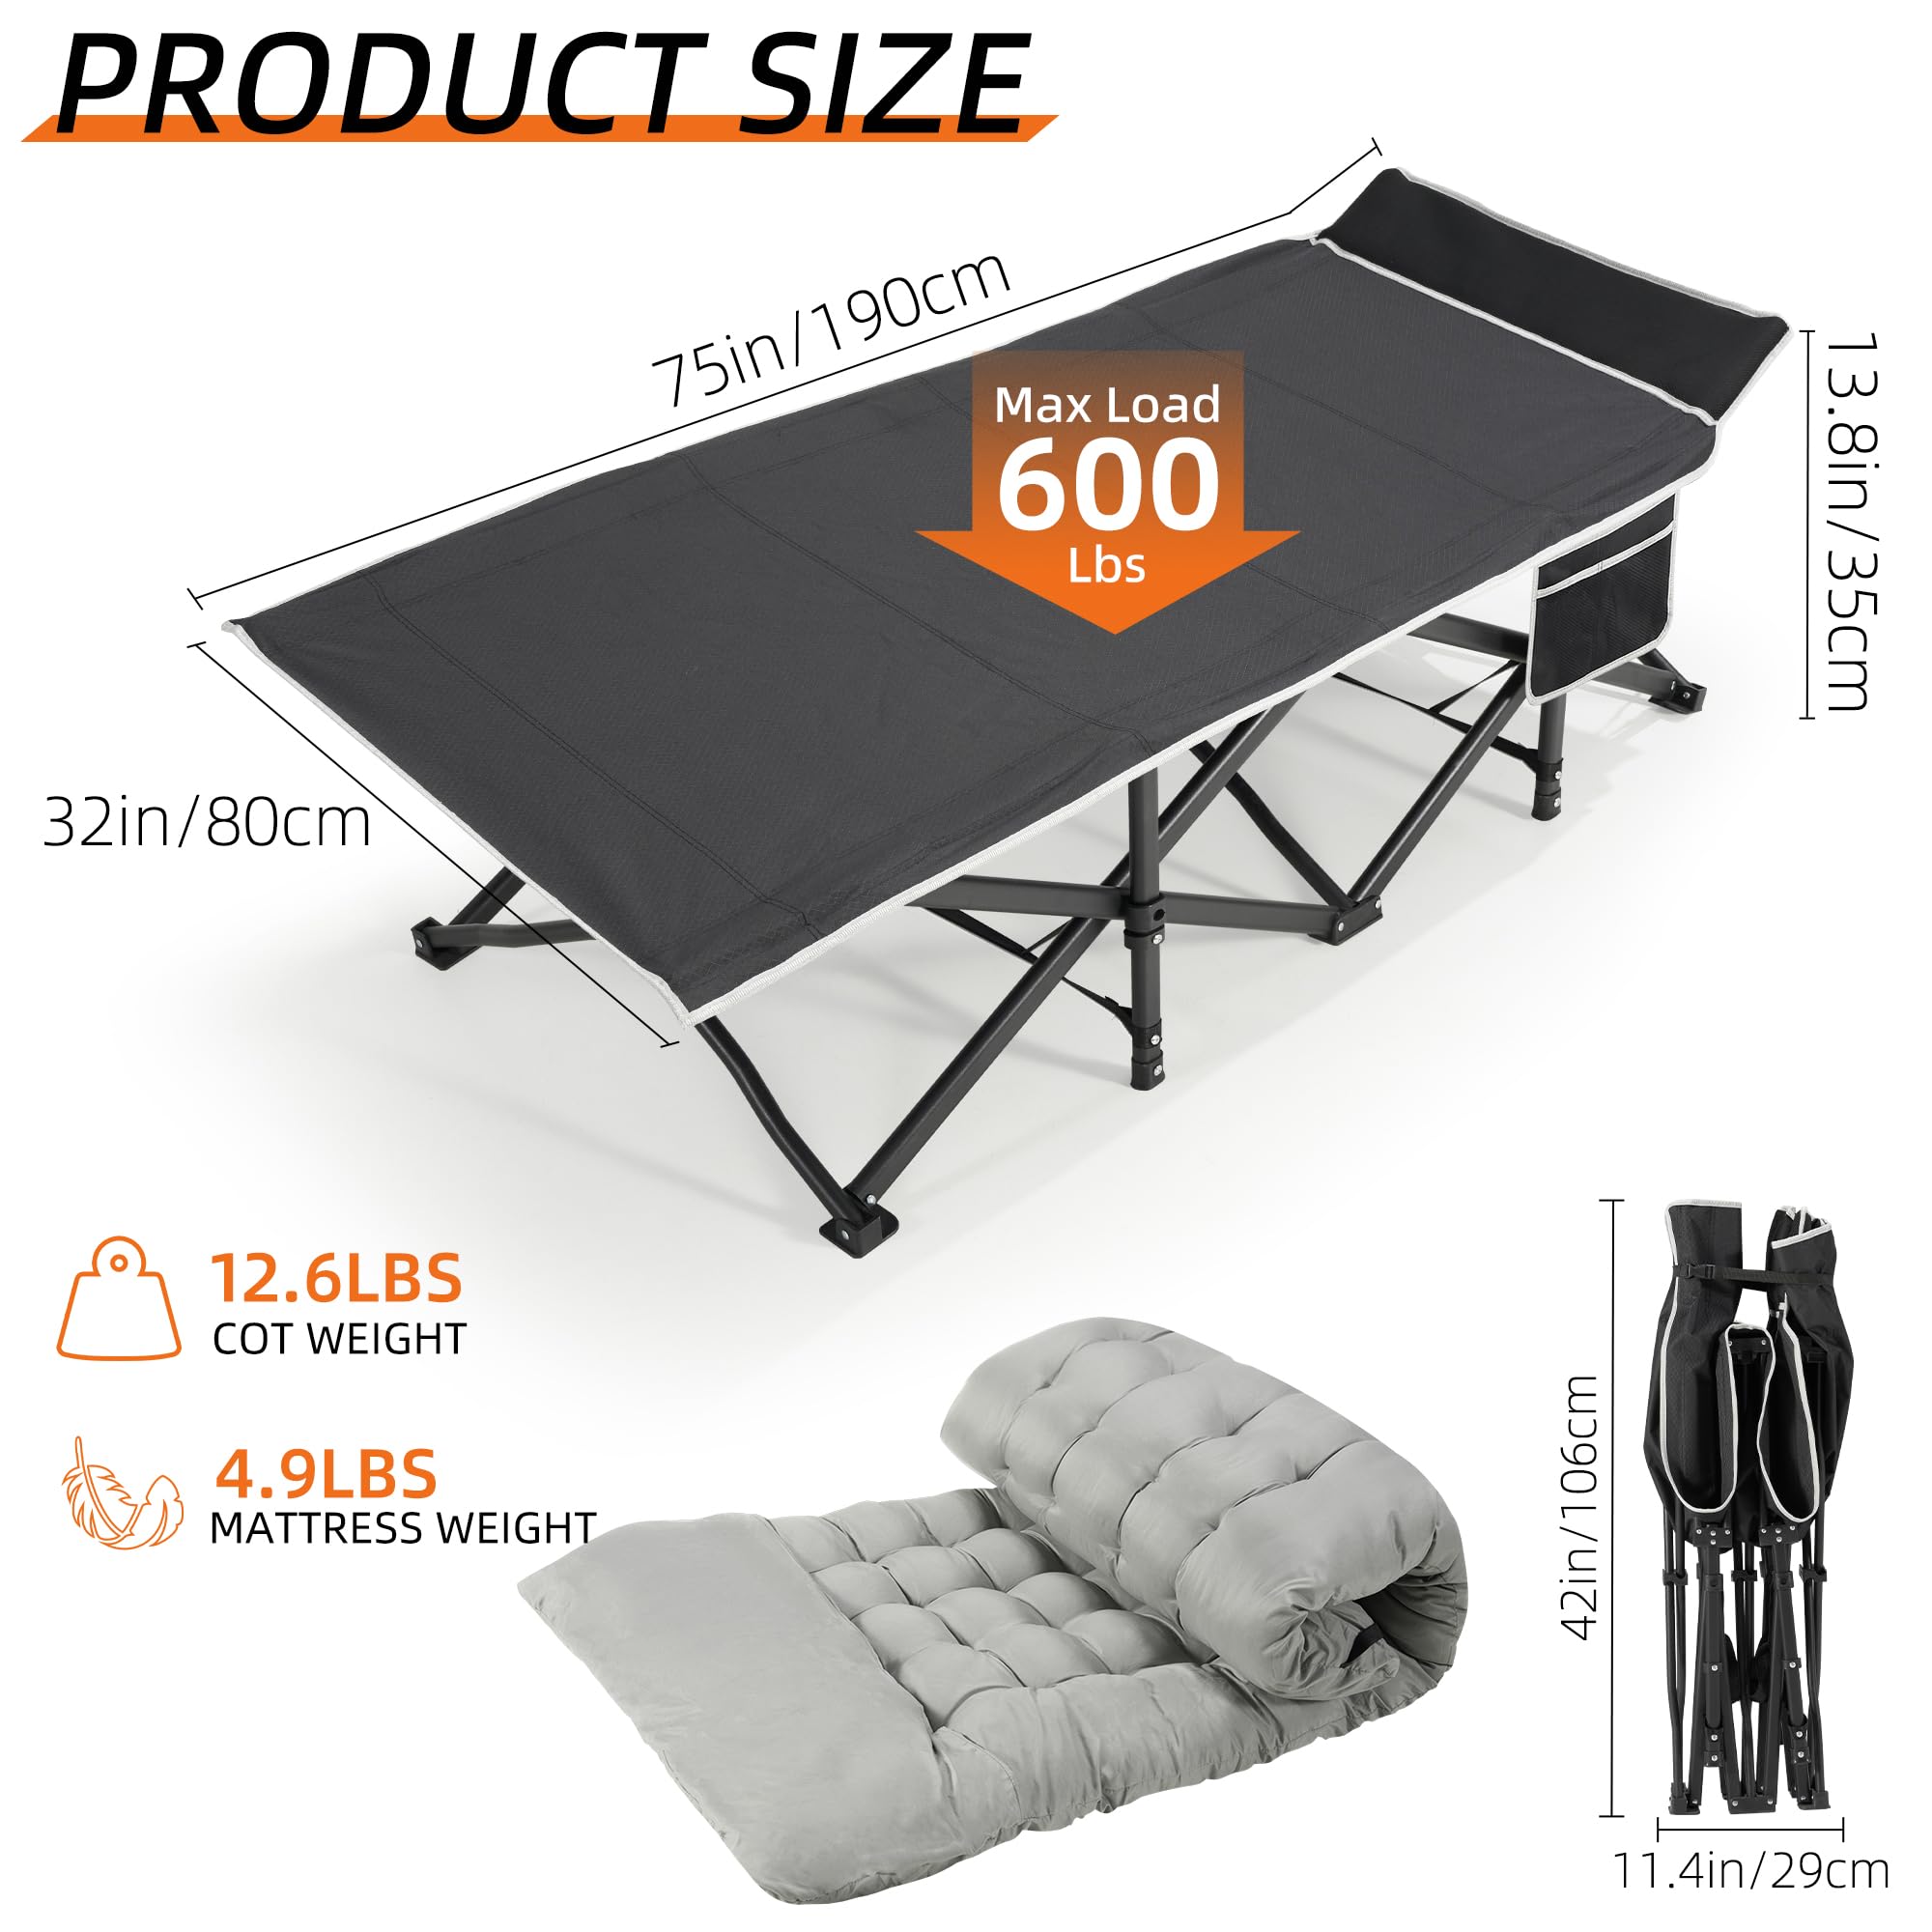 PRODUCT SIZE
75in/190cm
Max Load
600
Lbs
13.8in/35cm
32in/80cm
12.6LBS
COT WEIGHT
4.9LBS
MATTRESS WEIGHT
42in/106cm
11.4in/29cm